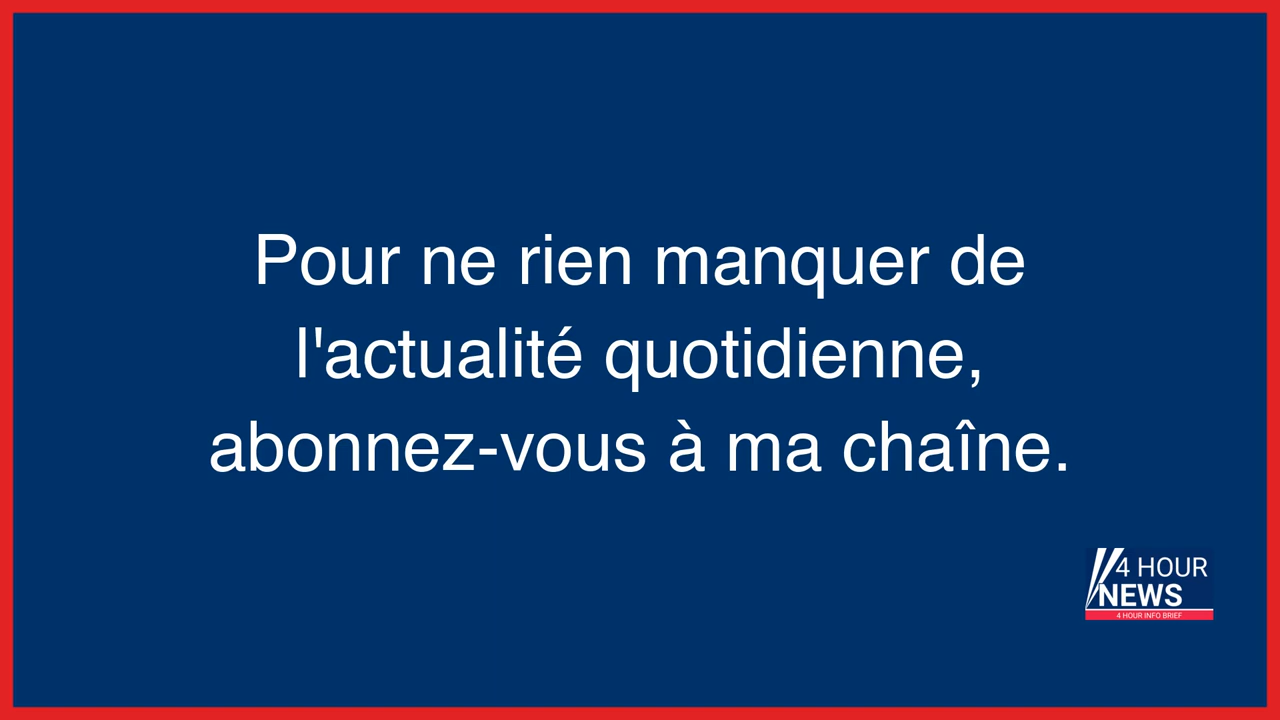 Pour ne rien manquer de
l'actualité quotidienne,
abonnez-vous à ma chaîne.
4 HOUR
NEWS
4 HOUR INFO BRIEF